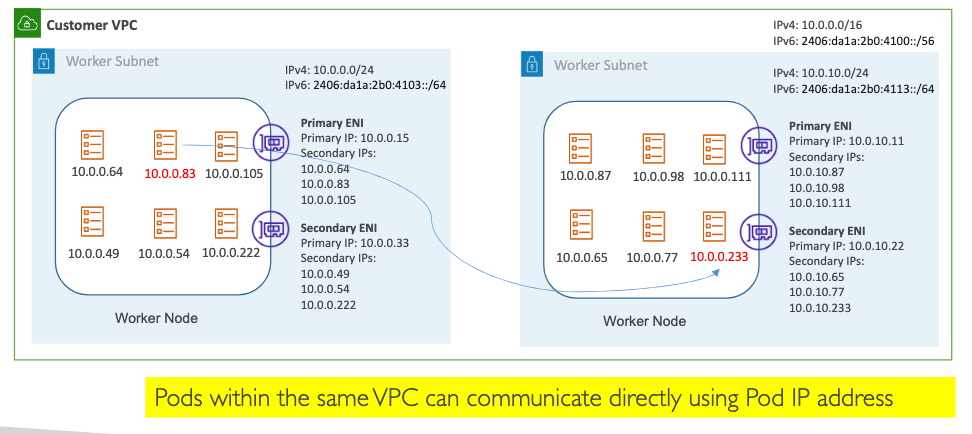 Customer VPC
IPv4: 10.0.0.0/16
IPv6: 2406:da1a:2b0:4100::/56
Worker Subnet
IPv4: 10.0.0.0/24
IPv6: 2406:da1a:2b0:4103::/64
10.0.0.64
10.0.0.83
10.0.0.105
10.0.0.49
10.0.0.54
10.0.0.222
Worker Node
Primary ENI
Primary IP: 10.0.0.15
Secondary IPs:
10.0.0.64
10.0.0.83
10.0.0.105
Secondary ENI
Primary IP: 10.0.0.33
Secondary IPs:
10.0.0.49
10.0.0.54
10.0.0.222
Worker Subnet
IPv4: 10.0.10.0/24
IPv6: 2406:da1a:2b0:4113::/64
10.0.0.87
10.0.0.98
10.0.0.111
10.0.0.65
10.0.0.77
10.0.0.233
Worker Node
Primary ENI
Primary IP: 10.0.10.11
Secondary IPs:
10.0.10.87
10.0.10.98
10.0.10.111
Secondary ENI
Primary IP: 10.0.10.22
Secondary IPs:
10.0.10.65
10.0.10.77
10.0.10.233
Pods within the same VPC can communicate directly using Pod IP address